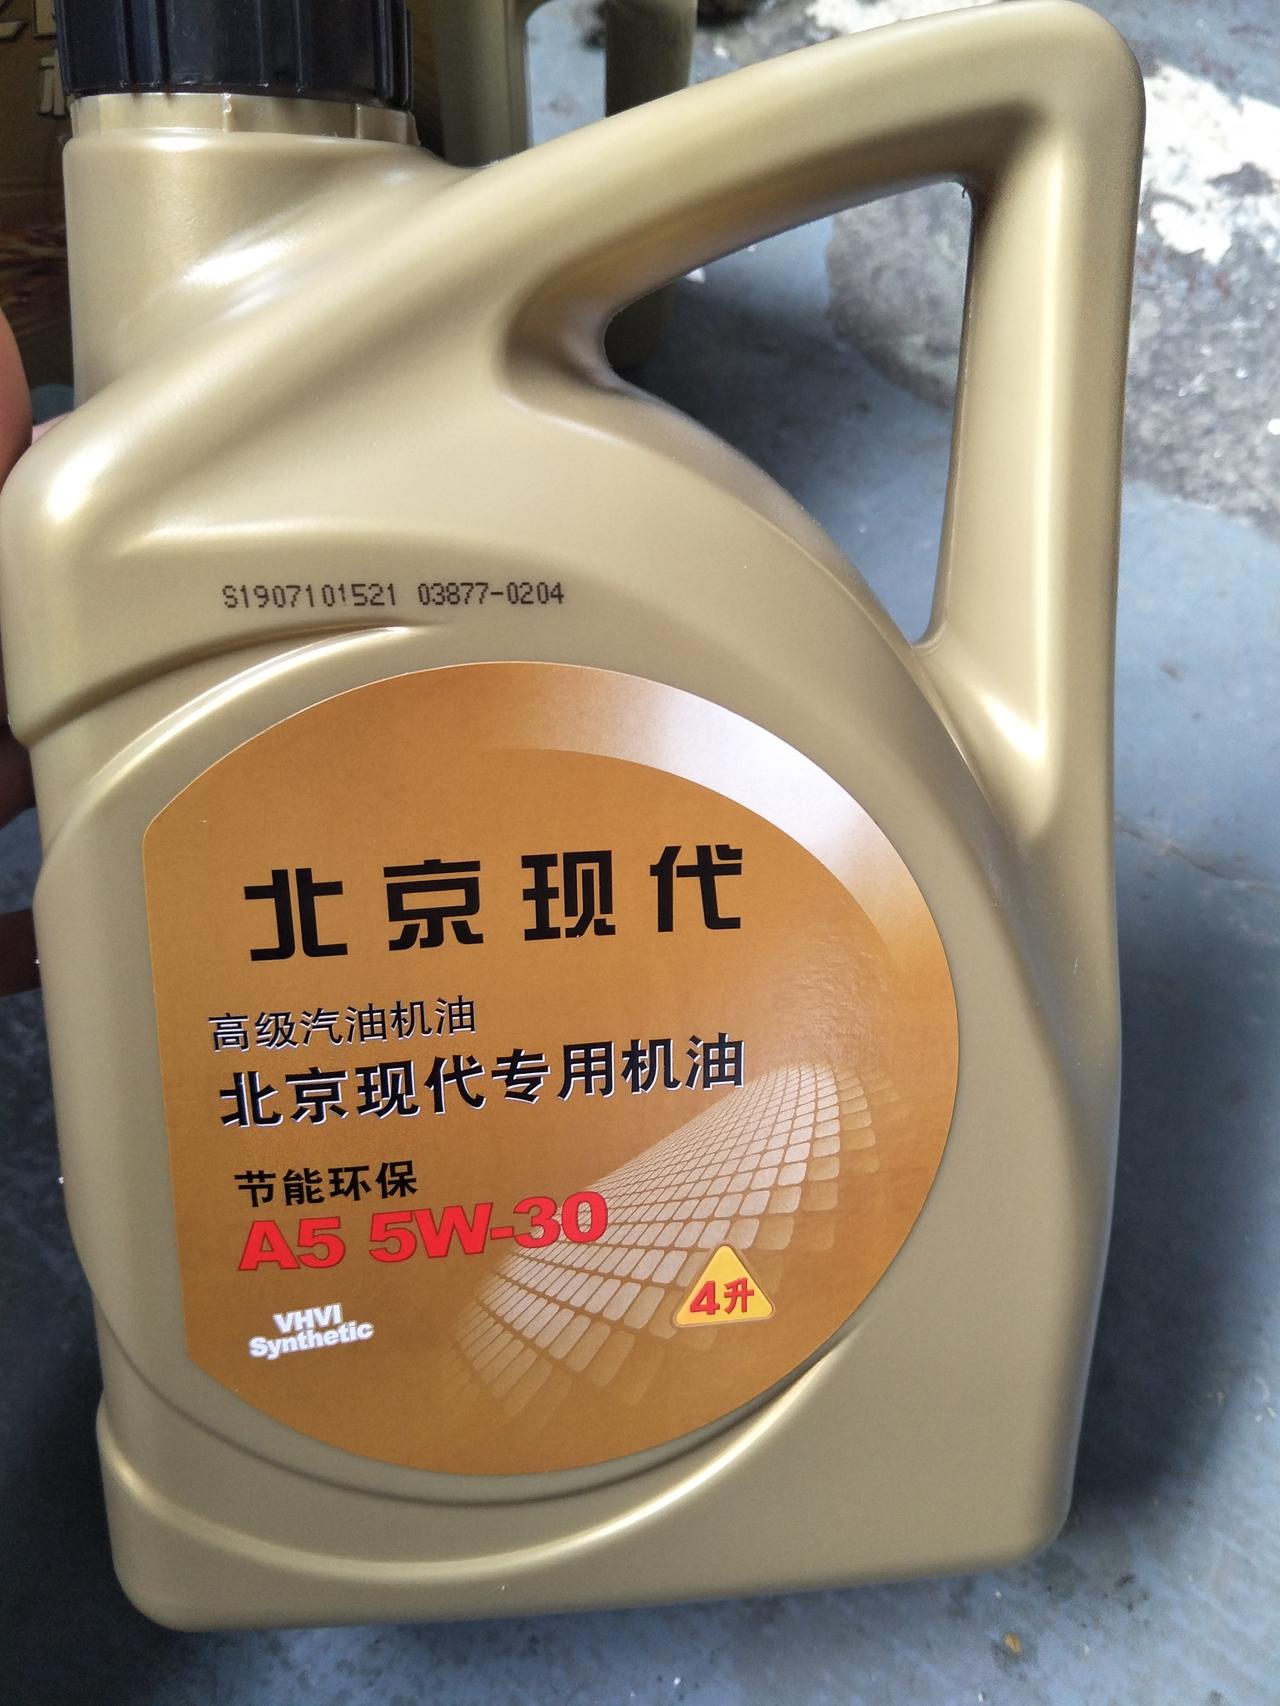 S1907101521 03877-0204
北京现代
高级汽油机油
北京现代专用机油
节能环保
A5 5W-30
4升
VHVI
Synthetic